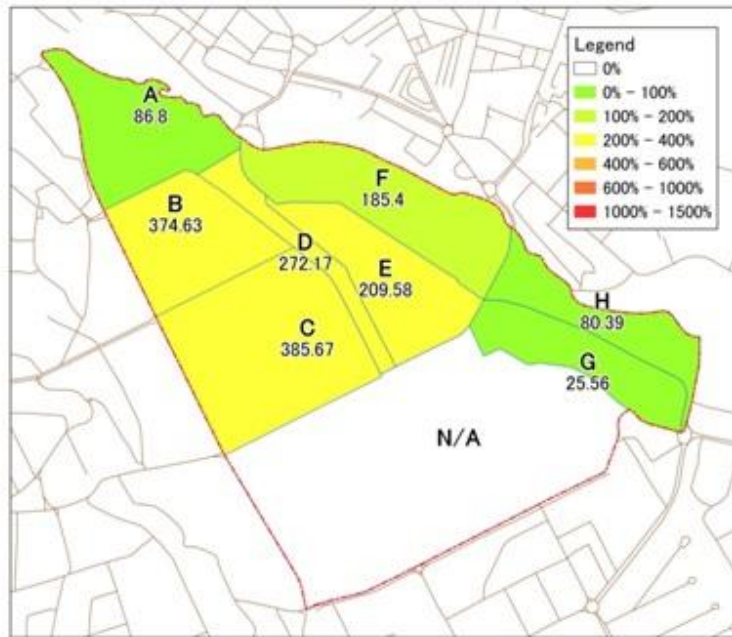 Legend
0%
0% - 100%
100% - 200%
200% - 400%
400% - 600%
600% - 1000%
1000% - 1500%
A
86.8
B
374.63
F
185.4
D
272.17
E
209.58
C
385.67
H
80.39
G
25.56
N/A